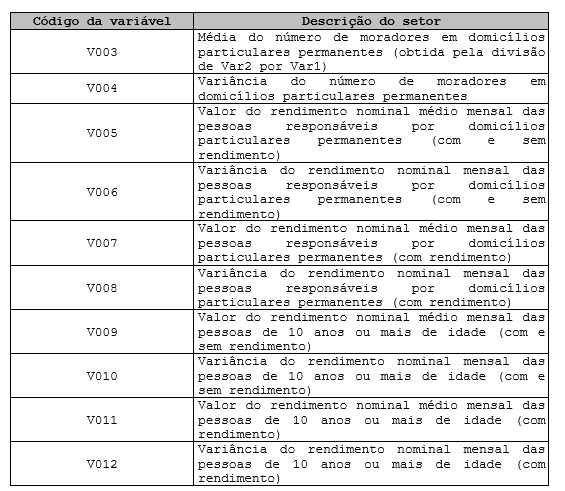 Código da variável Descrição do setor
V003
Média do número de moradores em domicílios
particulares permanentes (obtida pela divisão
de Var2 por Var1)
V004
Variância do número de moradores em
domicílios particulares permanentes
V005
Valor do rendimento nominal médio mensal das
pessoas responsáveis por domicílios
particulares permanentes (com e sem
rendimento)
V006
Variância do rendimento nominal mensal das
pessoas responsáveis por domicílios
particulares permanentes (com e sem
rendimento)
V007
Valor do rendimento nominal médio mensal das
pessoas responsáveis por domicílios
particulares permanentes (com rendimento)
V008
Variância do rendimento nominal mensal das
pessoas responsáveis por domicílios
particulares permanentes (com rendimento)
V009
Valor do rendimento nominal médio mensal das
pessoas de 10 anos ou mais de idade (com e
sem rendimento)
V010
Variância do rendimento nominal mensal das
pessoas de 10 anos ou mais de idade (com e
sem rendimento)
V011
Valor do rendimento nominal médio mensal das
pessoas de 10 anos ou mais de idade (com
rendimento)
V012
Variância do rendimento nominal mensal das
pessoas de 10 anos ou mais de idade (com
rendimento)